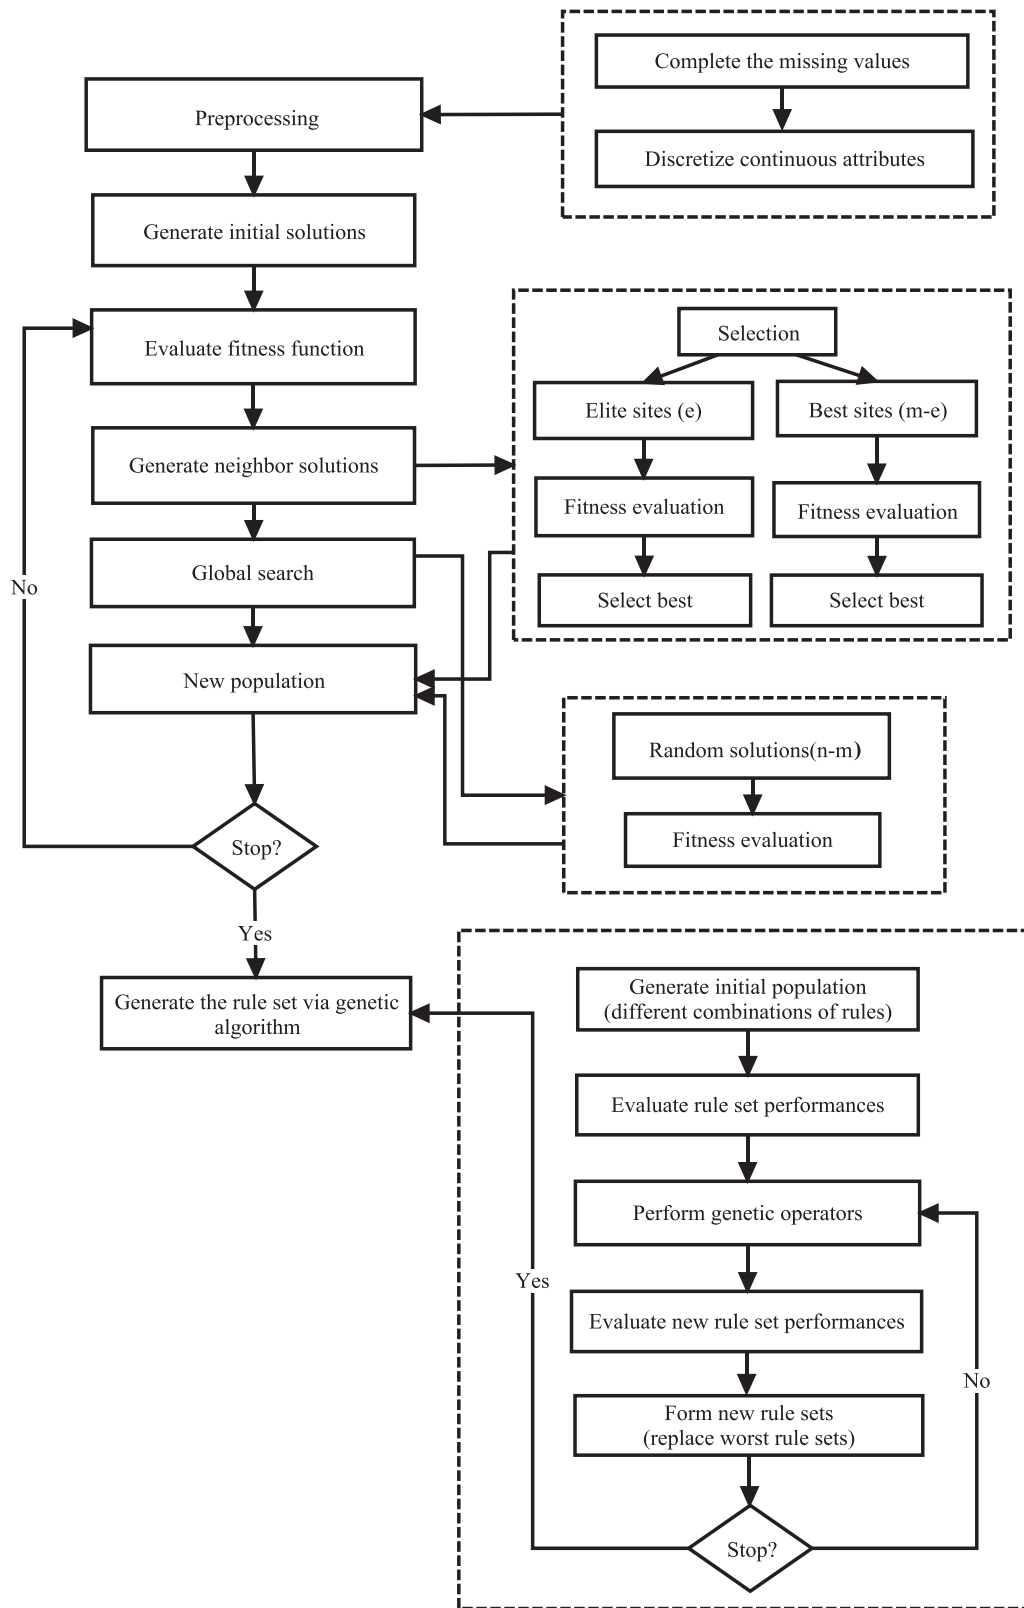 Complete the missing values
Preprocessing
Discretize continuous attributes
Generate initial solutions
Evaluate fitness function
Selection
Elite sites (e)
Best sites (m-e)
Generate neighbor solutions
Fitness evaluation
Fitness evaluation
Global search
Select best
Select best
No
New population
Random solutions(n-m)
Fitness evaluation
Stop?
Yes
Generate the rule set via genetic
algorithm
Generate initial population
(different combinations of rules)
Evaluate rule set performances
Perform genetic operators
Yes
Evaluate new rule set performances
No
Form new rule sets
(replace worst rule sets)
Stop?